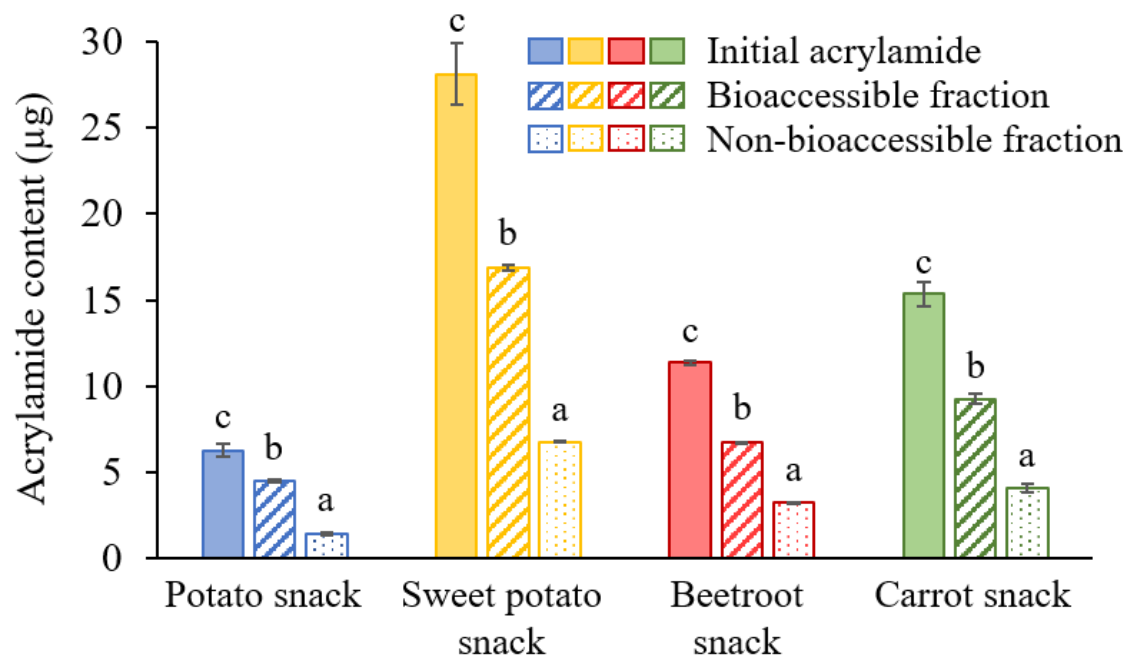 Acrylamide content (µg)
30
25
20
15
10
5
0
Initial acrylamide
Bioaccessible fraction
Non-bioaccessible fraction
c
b
a
c
b
a
c
b
a
c
b
a
Potato snack
Sweet potato
snack
Beetroot
snack
Carrot snack